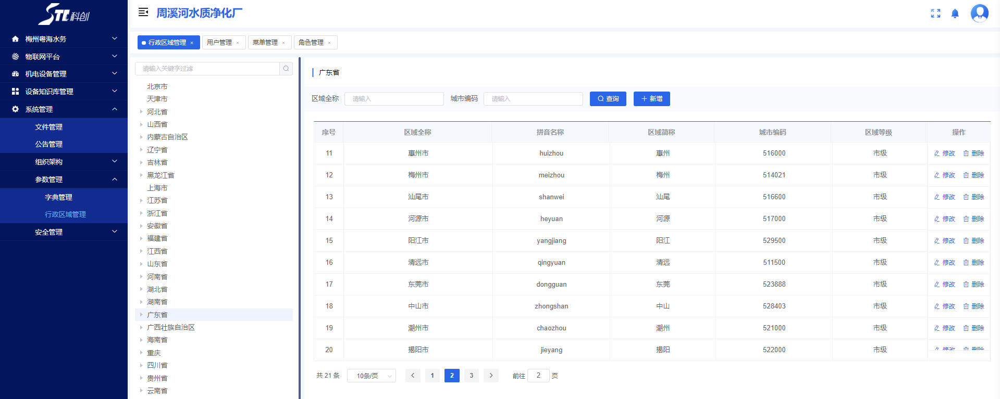 STC科创
周溪河水质净化厂
梅州粤海水务
物联网平台
机电设备管理
设备知识库管理
系统管理
文件管理
公告管理
组织架构
参数管理
字典管理
行政区域管理
安全管理
行政区域管理 × 用户管理 × 菜单管理 × 角色管理 ×
请输入关键字过滤
北京市
天津市
河北省
山西省
内蒙古自治区
辽宁省
吉林省
黑龙江省
上海市
江苏省
浙江省
安徽省
福建省
江西省
山东省
河南省
湖北省
湖南省
广东省
广西壮族自治区
海南省
重庆
四川省
贵州省
云南省
广东省
区域全称 请输入 城市编码 请输入 查询 新增
序号 区域全称 拼音名称 区域简称 城市编码 区域等级 操作
11 惠州市 huizhou 惠州 516000 市级 修改 删除
12 梅州市 meizhou 梅州 514021 市级 修改 删除
13 汕尾市 shanwei 汕尾 516600 市级 修改 删除
14 河源市 heyuan 河源 517000 市级 修改 删除
15 阳江市 yangjiang 阳江 529500 市级 修改 删除
16 清远市 qingyuan 清远 511500 市级 修改 删除
17 东莞市 dongguan 东莞 523888 市级 修改 删除
18 中山市 zhongshan 中山 528403 市级 修改 删除
19 潮州市 chaozhou 潮州 521000 市级 修改 删除
20 揭阳市 jieyang 揭阳 522000 市级 修改 删除
共 21 条 10条/页 1 2 3 前往 2 页